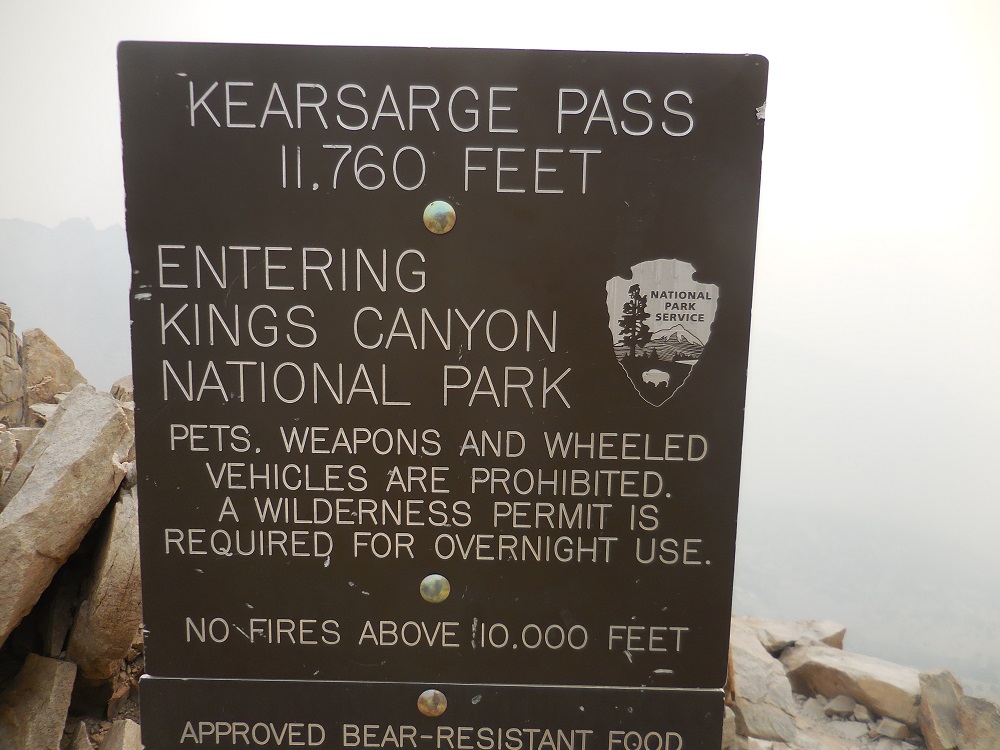 KEARSARGE PASS
11,760 FEET
ENTERING
KINGS CANYON
NATIONAL PARK
NATIONAL
PARK
SERVICE
PETS, WEAPONS AND WHEELED
VEHICLES ARE PROHIBITED.
A WILDERNESS PERMIT IS
REQUIRED FOR OVERNIGHT USE.
NO FIRES ABOVE 10,000 FEET
APPROVED BEAR-RESISTANT FOOD